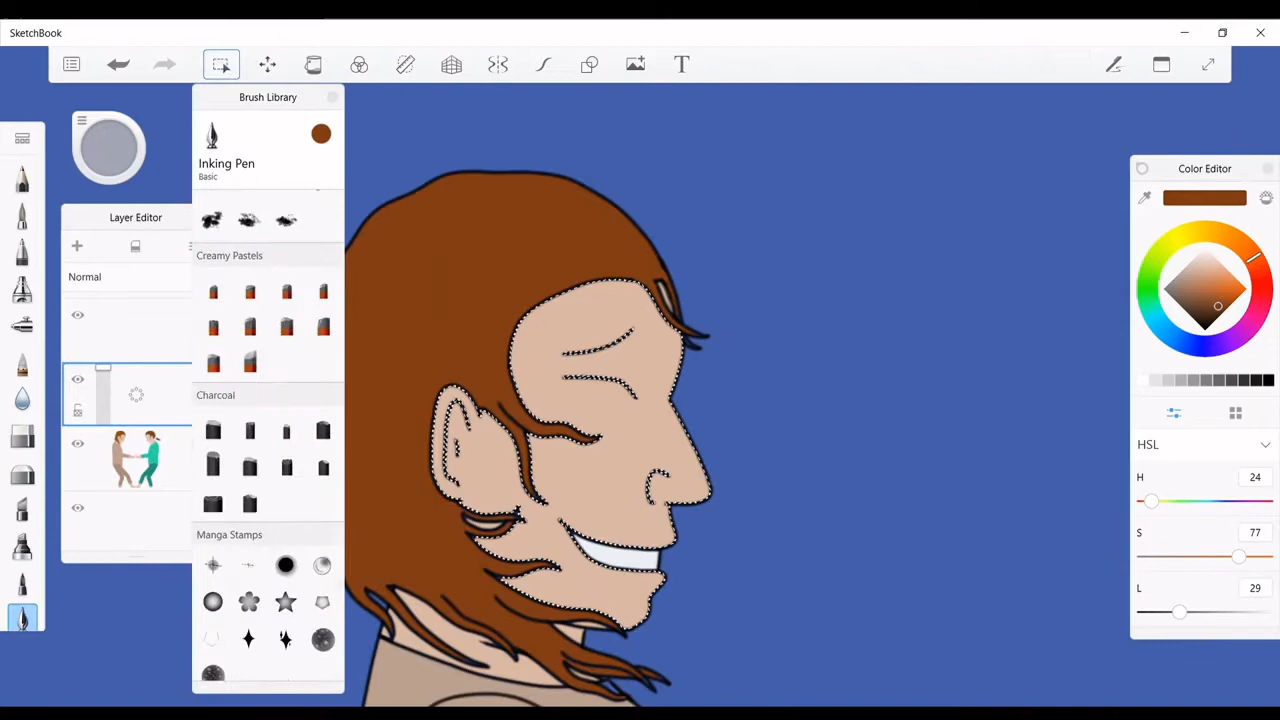 SketchBook
T
Brush Library
Inking Pen
Basic
Layer Editor
Normal
Creamy Pastels
Charcoal
Manga Stamps
Color Editor
HSL
H 24
S 77
L 29